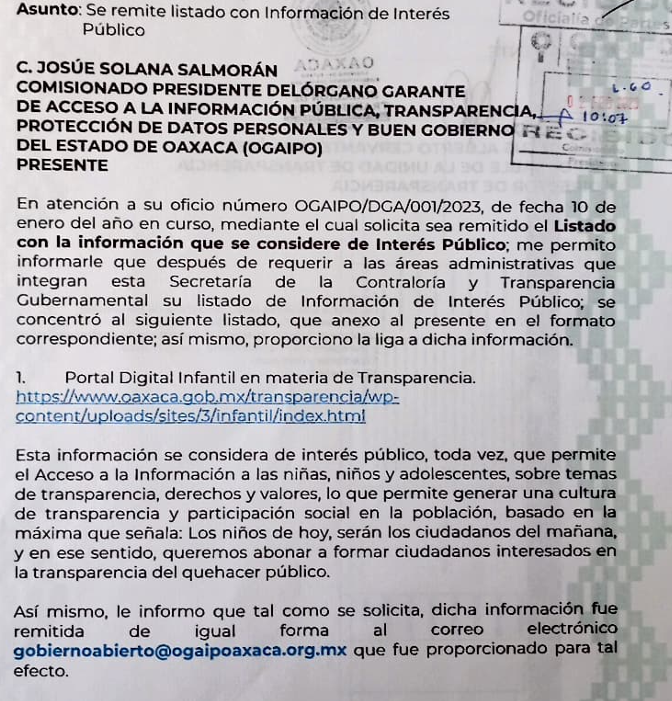 Asunto: Se remite listado con Información de Interés
Público
Oficialía de Partes
C. JOSÚE SOLANA SALMORÁN
COMISIONADO PRESIDENTE DELÓRGANO GARANTE
DE ACCESO A LA INFORMACIÓN PÚBLICA, TRANSPARENCIA,
PROTECCIÓN DE DATOS PERSONALES Y BUEN GOBIERNO
DEL ESTADO DE OAXACA (OGAIPO)
PRESENTE
10:07
En atención a su oficio número OGAIPO/DGA/001/2023, de fecha 10 de
enero del año en curso, mediante el cual solicita sea remitido el Listado
con la información que se considere de Interés Público; me permito
informarle que después de requerir a las áreas administrativas que
integran esta Secretaría de la Contraloría y Transparencia
Gubernamental su listado de Información de Interés Público; se
concentró al siguiente listado, que anexo al presente en el formato
correspondiente; así mismo, proporciono la liga a dicha información.
1. Portal Digital Infantil en materia de Transparencia.
https://www.oaxaca.gob.mx/transparencia/wp-
content/uploads/sites/3/infantil/index.html
Esta información se considera de interés público, toda vez, que permite
el Acceso a la Información a las niñas, niños y adolescentes, sobre temas
de transparencia, derechos y valores, lo que permite generar una cultura
de transparencia y participación social en la población, basado en la
máxima que señala: Los niños de hoy, serán los ciudadanos del mañana,
y en ese sentido, queremos abonar a formar ciudadanos interesados en
la transparencia del quehacer público.
Así mismo, le informo que tal como se solicita, dicha información fue
remitida de igual forma al correo electrónico
gobiernoabierto@ogaipoaxaca.org.mx que fue proporcionado para tal
efecto.